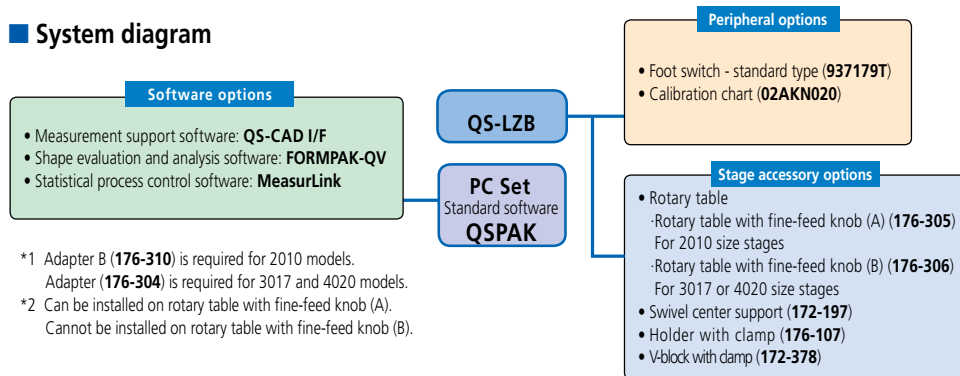 ■ System diagram
Software options
• Measurement support software: QS-CAD I/F
• Shape evaluation and analysis software: FORMPAK-QV
• Statistical process control software: MeasurLink
QS-LZB
PC Set
Standard software
QSPAK
Peripheral options
• Foot switch - standard type (937179T)
• Calibration chart (02AKN020)
Stage accessory options
• Rotary table
·Rotary table with fine-feed knob (A) (176-305)
For 2010 size stages
·Rotary table with fine-feed knob (B) (176-306)
For 3017 or 4020 size stages
• Swivel center support (172-197)
• Holder with clamp (176-107)
• V-block with clamp (172-378)
*1 Adapter B (176-310) is required for 2010 models.
Adapter (176-304) is required for 3017 and 4020 models.
*2 Can be installed on rotary table with fine-feed knob (A).
Cannot be installed on rotary table with fine-feed knob (B).